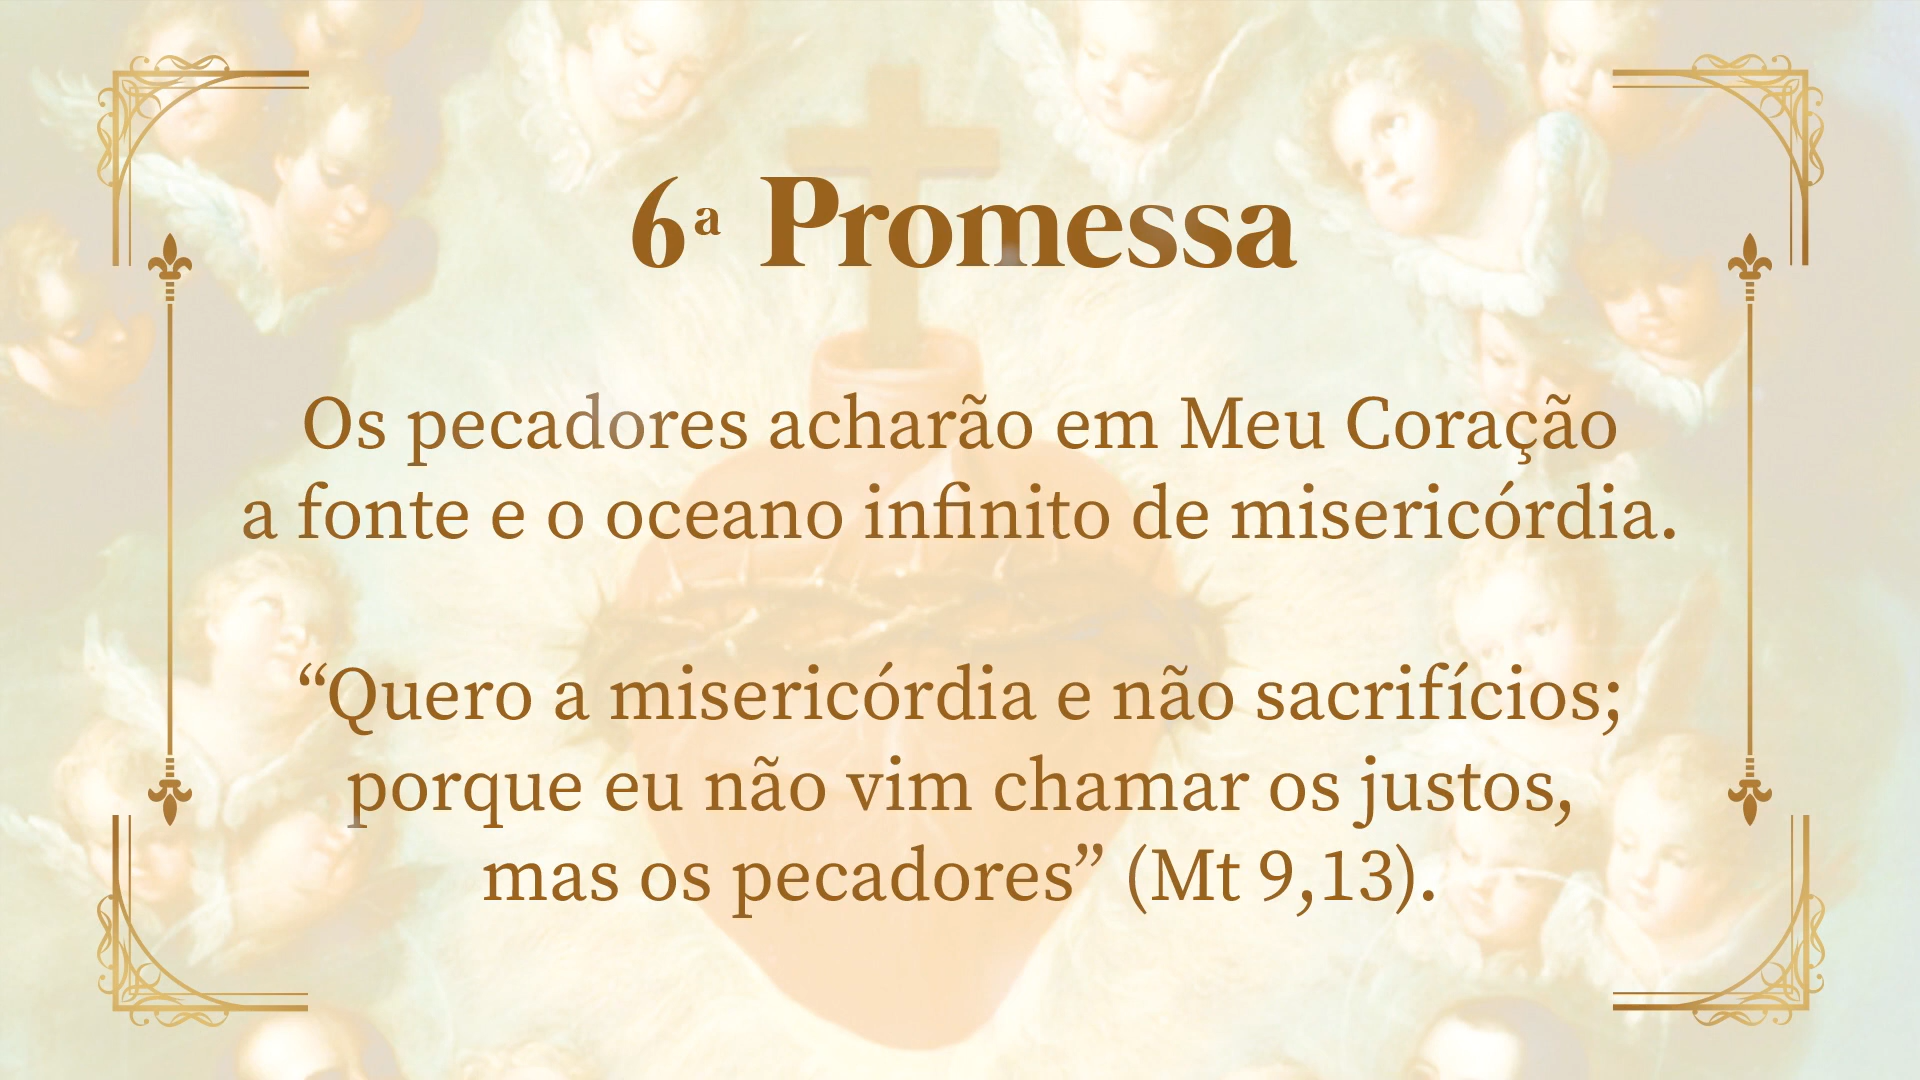 6ª Promessa
Os pecadores acharão em Meu Coração
a fonte e o oceano infinito de misericórdia.
“Quero a misericórdia e não sacrifícios;
porque eu não vim chamar os justos,
mas os pecadores” (Mt 9,13).